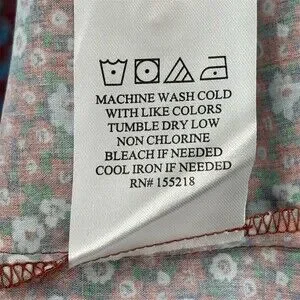 MACHINE WASH COLD
WITH LIKE COLORS
TUMBLE DRY LOW
NON CHLORINE
BLEACH IF NEEDED
COOL IRON IF NEEDED
RN# 155218